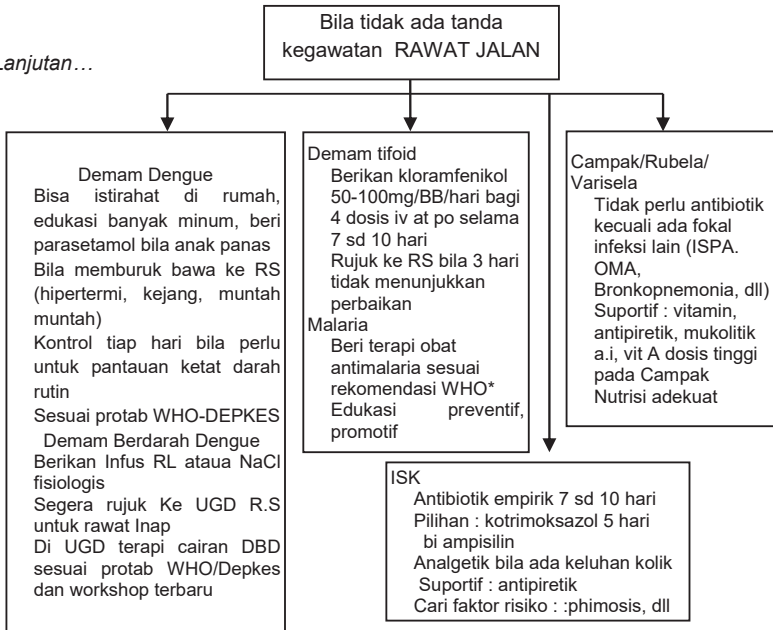 Bila tidak ada tanda
kegawatan RAWAT JALAN
Lanjutan…
Demam Dengue
Bisa istirahat di rumah,
edukasi banyak minum, beri
parasetamol bila anak panas
Bila memburuk bawa ke RS
(hipertermi, kejang, muntah
muntah)
Kontrol tiap hari bila perlu
untuk pantauan ketat darah
rutin
Sesuai protab WHO-DEPKES
Demam Berdarah Dengue
Berikan Infus RL ataua NaCl
fisiologis
Segera rujuk Ke UGD R.S
untuk rawat Inap
Di UGD terapi cairan DBD
sesuai protab WHO/Depkes
dan workshop terbaru
Demam tifoid
Berikan kloramfenikol
50-100mg/BB/hari bagi
4 dosis iv at po selama
7 sd 10 hari
Rujuk ke RS bila 3 hari
tidak menunjukkan
perbaikan
Malaria
Beri terapi obat
antimalaria sesuai
rekomendasi WHO*
Edukasi preventif,
promotif
Campak/Rubela/
Varisela
Tidak perlu antibiotik
kecuali ada fokal
infeksi lain (ISPA.
OMA,
Bronkopnemonia, dll)
Suportif : vitamin,
antipiretik, mukolitik
a.i, vit A dosis tinggi
pada Campak
Nutrisi adekuat
ISK
Antibiotik empirik 7 sd 10 hari
Pilihan : kotrimoksazol 5 hari
bi ampisilin
Analgetik bila ada keluhan kolik
Suportif : antipiretik
Cari faktor risiko : :phimosis, dll